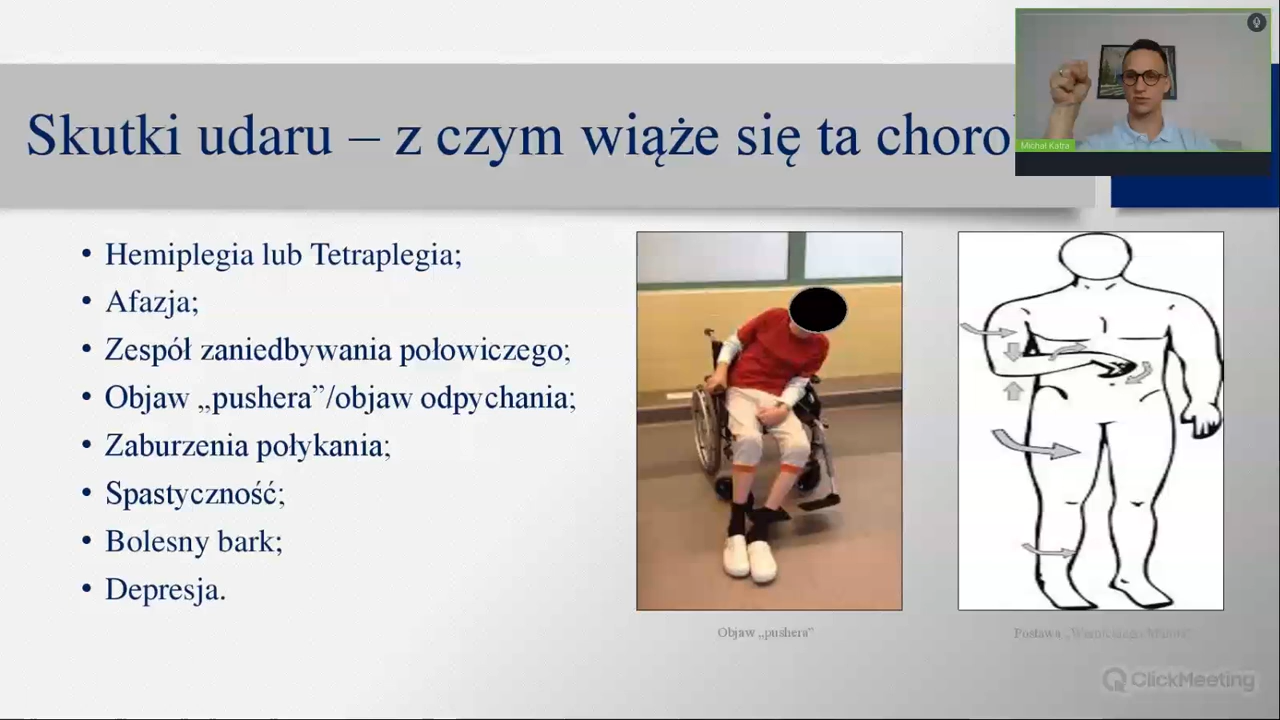 Skutki udaru – z czym wiąże się ta choro
Michał Katra
• Hemiplegia lub Tetraplegia;
• Afazja;
• Zespół zaniedbywania połowiczego;
• Objaw „pushera”/objaw odpychania;
• Zaburzenia połykania;
• Spastyczność;
• Bolesny bark;
• Depresja.
Objaw „pushera”
Postawa
ClickMeeting